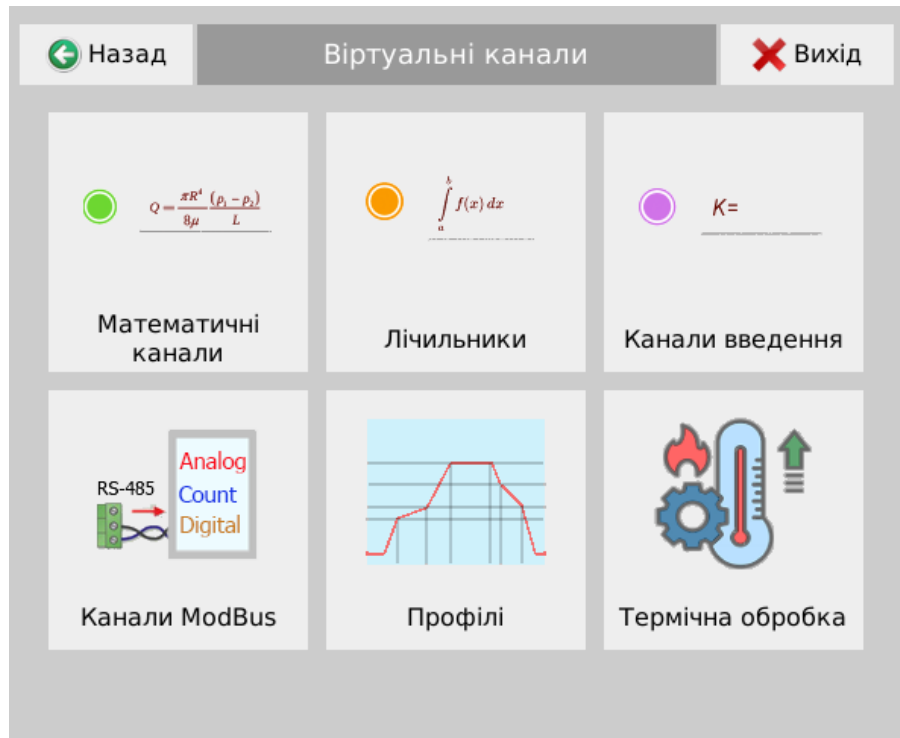 Назад
Віртуальні канали
Вихід
Q = πR⁴/8μ (p₁ − p₂)/L
b
∫ f(x) dx
a
K=
Математичні
канали
Лічильники
Канали введення
RS-485
Analog
Count
Digital
Канали ModBus
Профілі
Термічна обробка